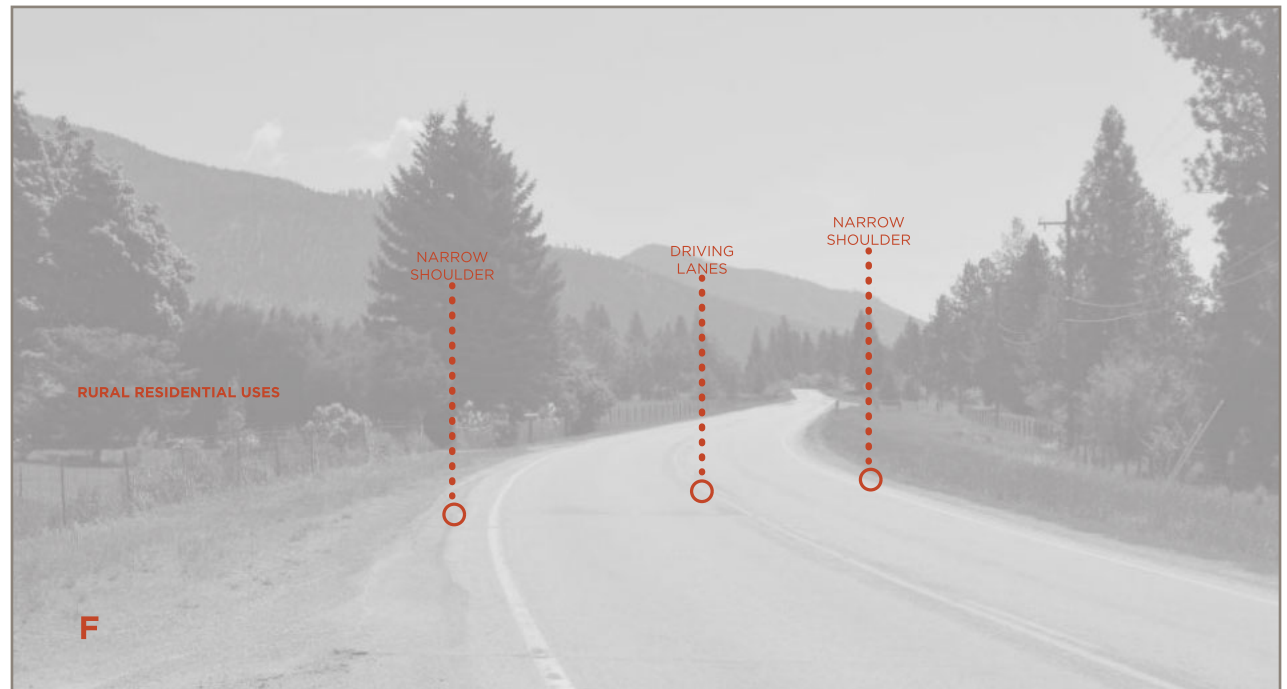 NARROW
SHOULDER
DRIVING
LANES
NARROW
SHOULDER
RURAL RESIDENTIAL USES
F